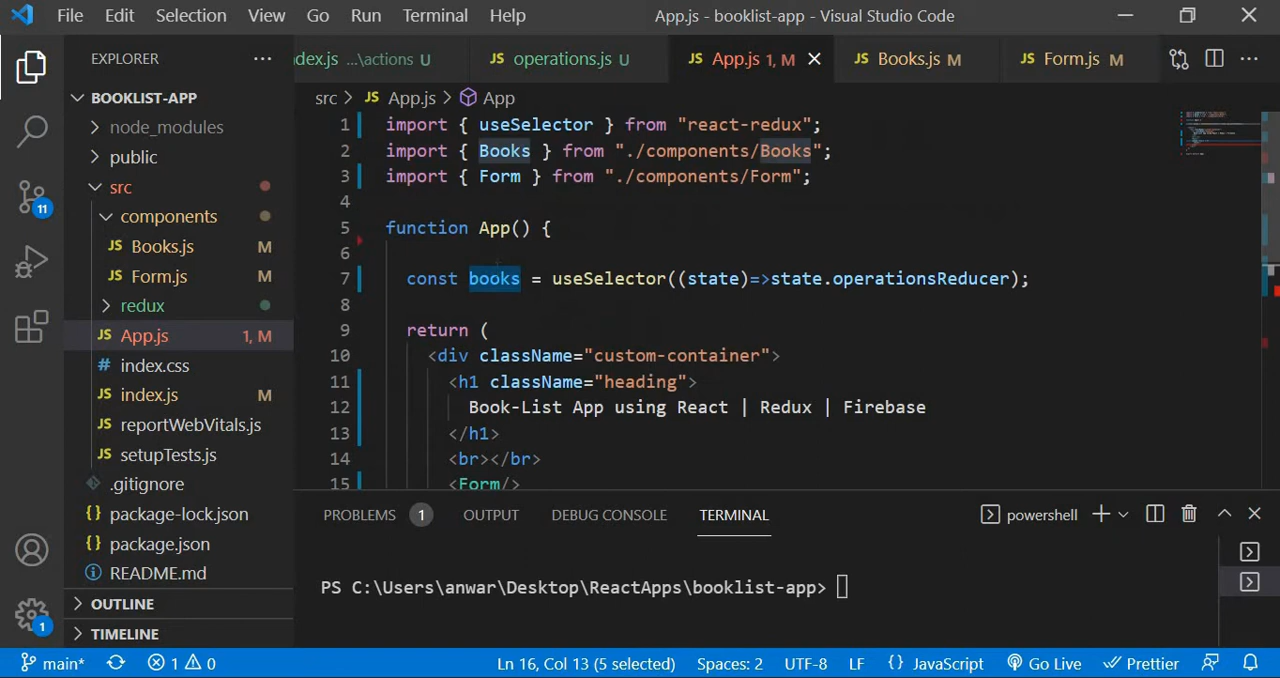 File Edit Selection View Go Run Terminal Help App.js - booklist-app - Visual Studio Code
EXPLORER ···
ndex.js ...\actions U JS operations.js U JS App.js 1, M JS Books.js M JS Form.js M ···
BOOKLIST-APP
node_modules
public
src
components
JS Books.js M
JS Form.js M
redux
JS App.js 1, M
# index.css
JS index.js M
JS reportWebVitals.js
JS setupTests.js
.gitignore
{} package-lock.json
{} package.json
README.md
OUTLINE
TIMELINE
11
1
src > JS App.js > App
1 import { useSelector } from "react-redux";
2 import { Books } from "./components/Books";
3 import { Form } from "./components/Form";
4
5 function App() {
6
7 const books = useSelector((state)=>state.operationsReducer);
8
9 return (
10 <div className="custom-container">
11 <h1 className="heading">
12 Book-List App using React | Redux | Firebase
13 </h1>
14 <br></br>
15 <Form/>
PROBLEMS 1 OUTPUT DEBUG CONSOLE TERMINAL powershell
PS C:\Users\anwar\Desktop\ReactApps\booklist-app>
main* 1 0 Ln 16, Col 13 (5 selected) Spaces: 2 UTF-8 LF {} JavaScript Go Live Prettier